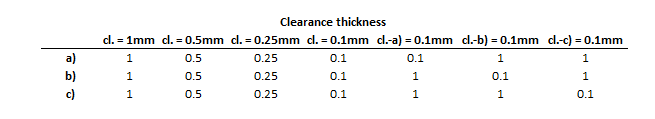 Clearance thickness
cl. = 1mm cl. = 0.5mm cl. = 0.25mm cl. = 0.1mm cl.-a) = 0.1mm cl.-b) = 0.1mm cl.-c) = 0.1mm
a) 1 0.5 0.25 0.1 0.1 1 1
b) 1 0.5 0.25 0.1 1 0.1 1
c) 1 0.5 0.25 0.1 1 1 0.1